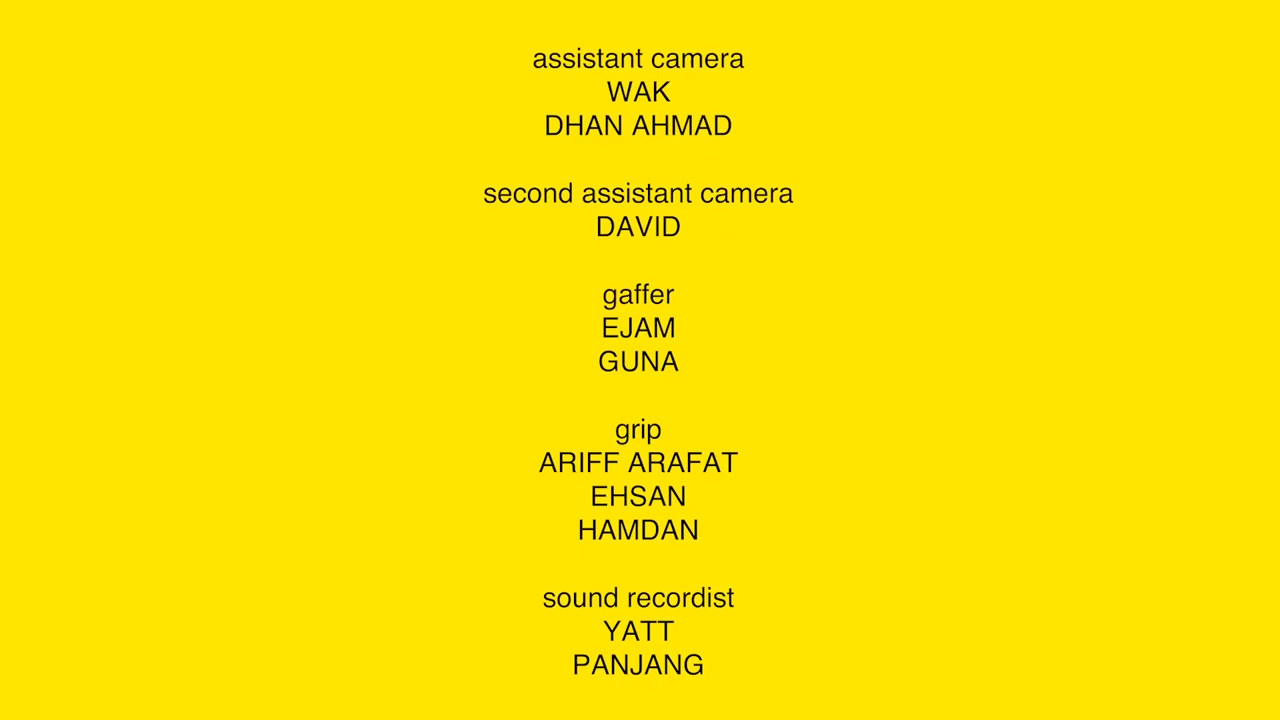 assistant camera
WAK
DHAN AHMAD
second assistant camera
DAVID
gaffer
EJAM
GUNA
grip
ARIFF ARAFAT
EHSAN
HAMDAN
sound recordist
YATT
PANJANG